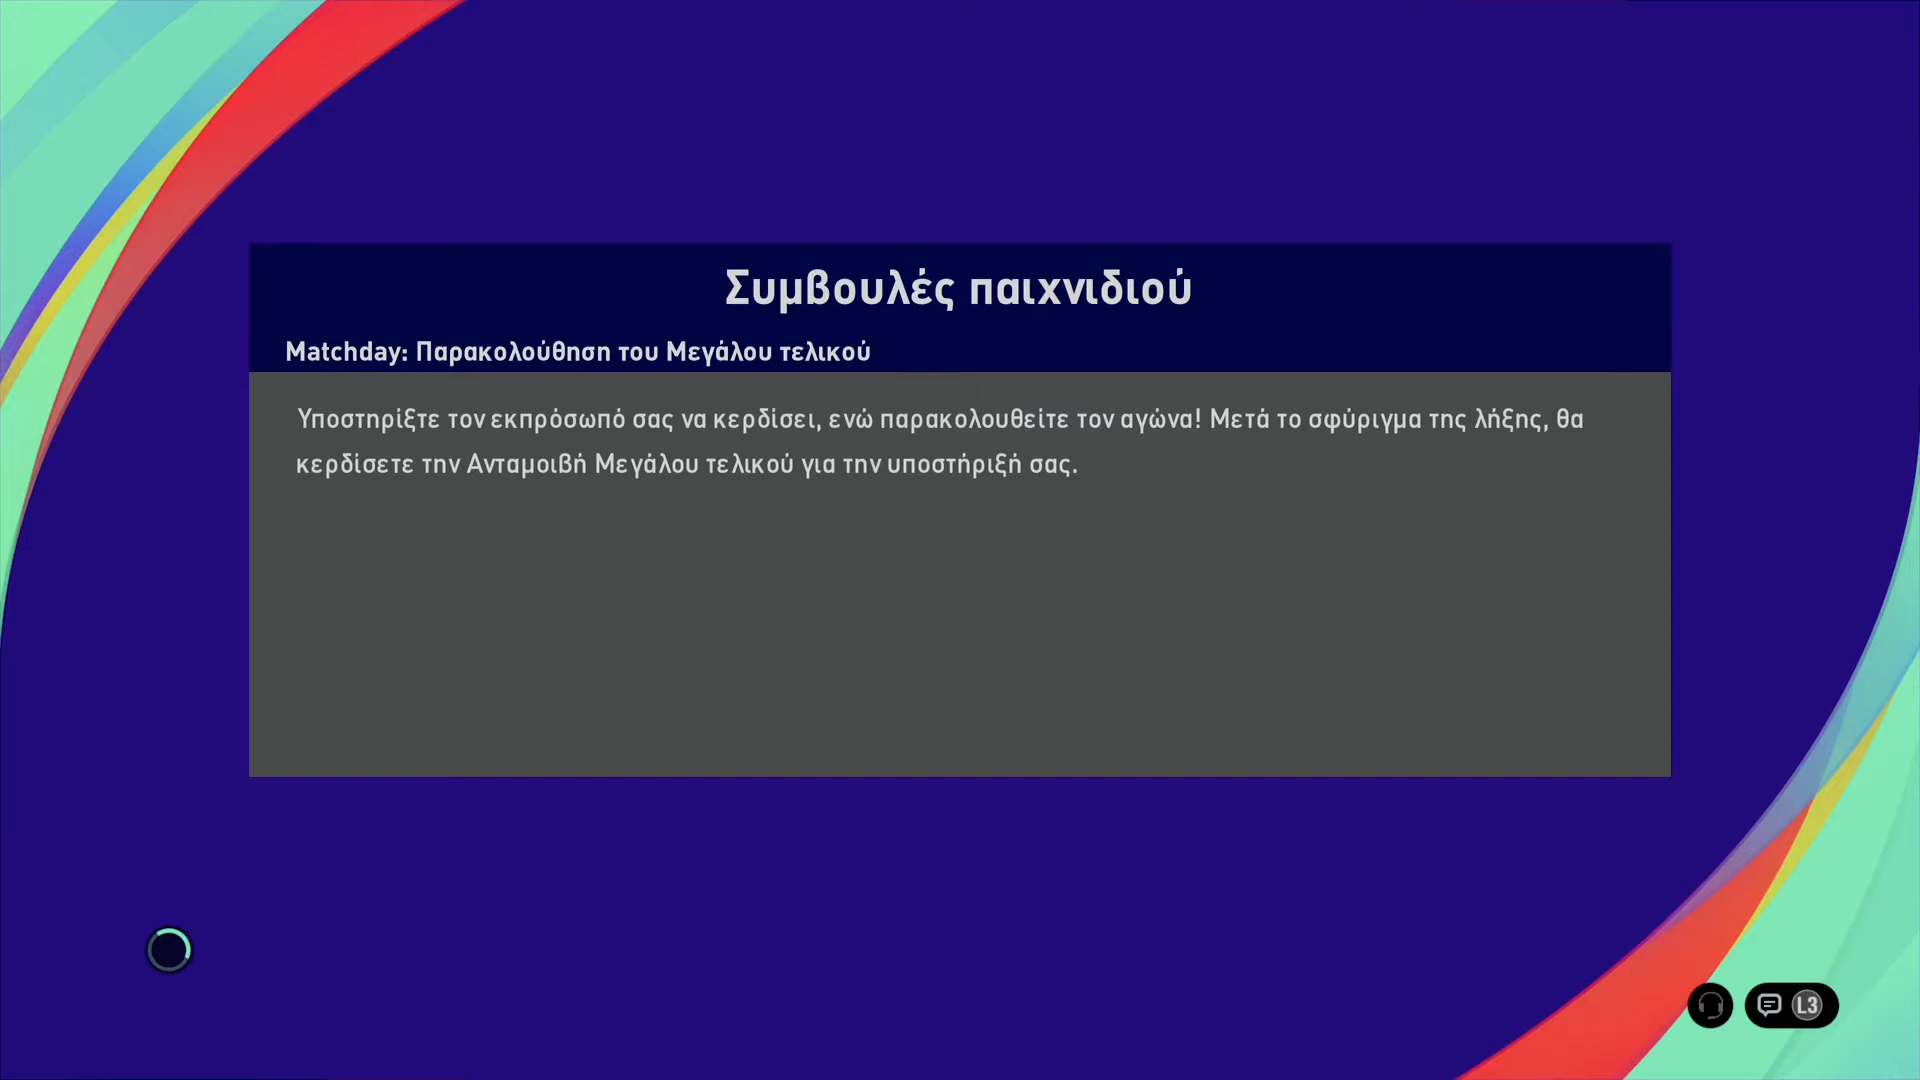 Συμβουλές παιχνιδιού
Matchday: Παρακολούθηση του Μεγάλου τελικού
Υποστηρίξτε τον εκπρόσωπό σας να κερδίσει, ενώ παρακολουθείτε τον αγώνα! Μετά το σφύριγμα της λήξης, θα
κερδίσετε την Ανταμοιβή Μεγάλου τελικού για την υποστήριξή σας.
L3